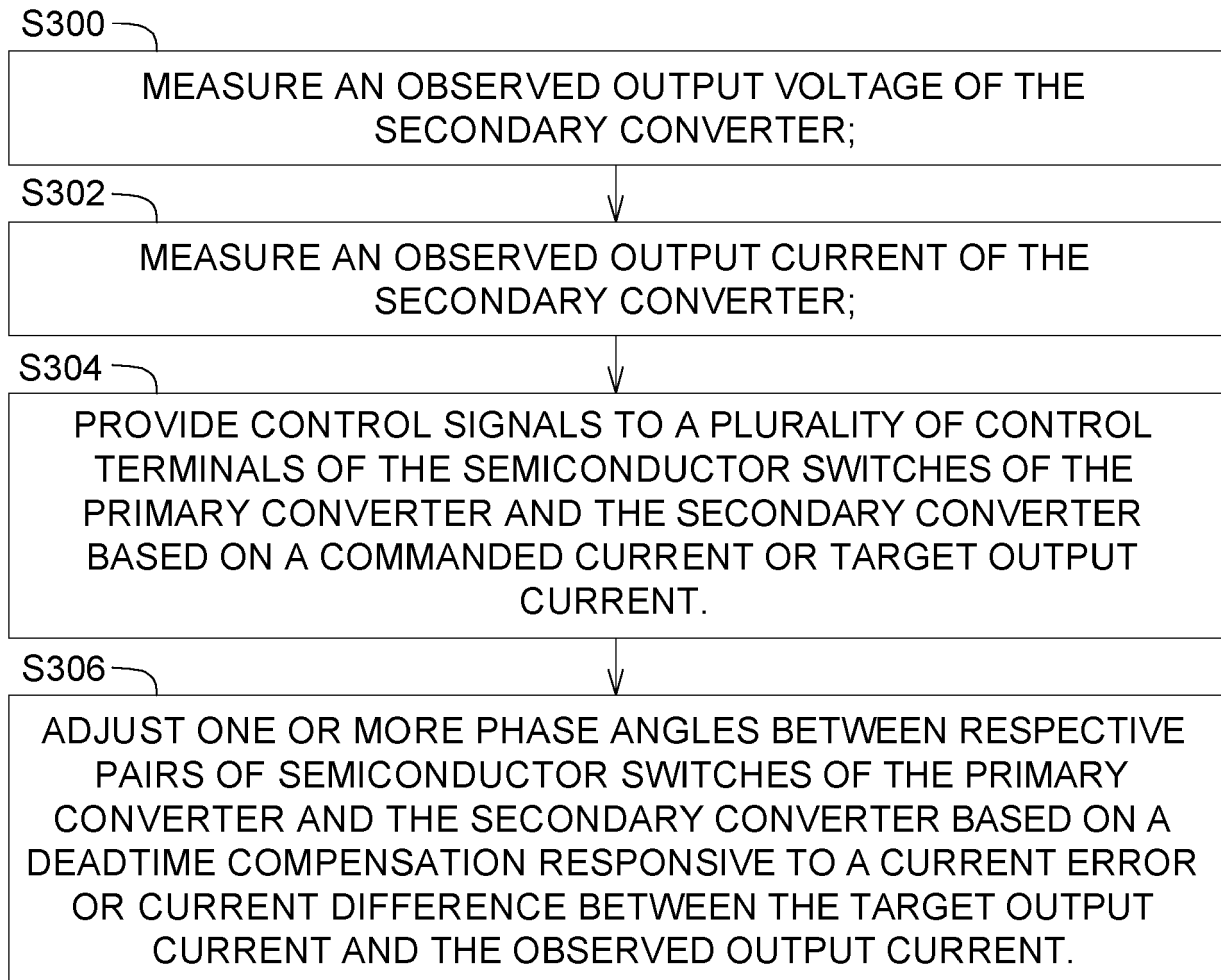 S300
MEASURE AN OBSERVED OUTPUT VOLTAGE OF THE
SECONDARY CONVERTER;
S302
MEASURE AN OBSERVED OUTPUT CURRENT OF THE
SECONDARY CONVERTER;
S304
PROVIDE CONTROL SIGNALS TO A PLURALITY OF CONTROL
TERMINALS OF THE SEMICONDUCTOR SWITCHES OF THE
PRIMARY CONVERTER AND THE SECONDARY CONVERTER
BASED ON A COMMANDED CURRENT OR TARGET OUTPUT
CURRENT.
S306
ADJUST ONE OR MORE PHASE ANGLES BETWEEN RESPECTIVE
PAIRS OF SEMICONDUCTOR SWITCHES OF THE PRIMARY
CONVERTER AND THE SECONDARY CONVERTER BASED ON A
DEADTIME COMPENSATION RESPONSIVE TO A CURRENT ERROR
OR CURRENT DIFFERENCE BETWEEN THE TARGET OUTPUT
CURRENT AND THE OBSERVED OUTPUT CURRENT.